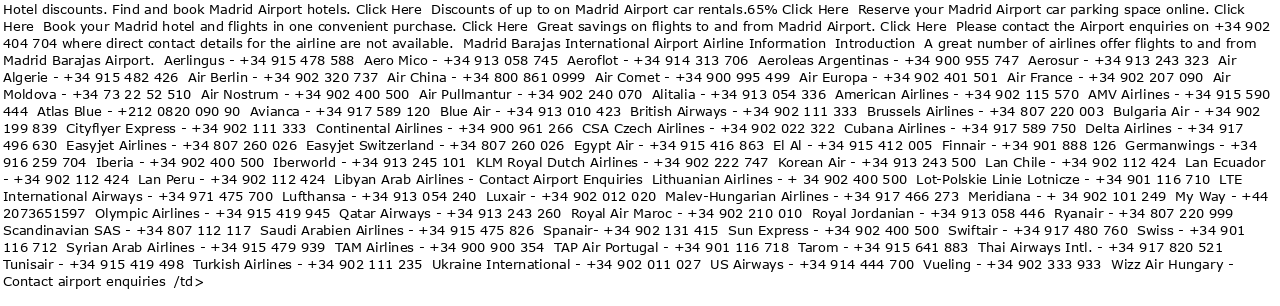 Hotel discounts. Find and book Madrid Airport hotels. Click Here  Discounts of up to on Madrid Airport car rentals.65% Click Here  Reserve your Madrid Airport car parking space online. Click
Here  Book your Madrid hotel and flights in one convenient purchase. Click Here  Great savings on flights to and from Madrid Airport. Click Here  Please contact the Airport enquiries on +34 902
404 704 where direct contact details for the airline are not available.  Madrid Barajas International Airport Airline Information  Introduction  A great number of airlines offer flights to and from
Madrid Barajas Airport.  Aerlingus - +34 915 478 588  Aero Mico - +34 913 058 745  Aeroflot - +34 914 313 706  Aeroleas Argentinas - +34 900 955 747  Aerosur - +34 913 243 323  Air
Algerie - +34 915 482 426  Air Berlin - +34 902 320 737  Air China - +34 800 861 0999  Air Comet - +34 900 995 499  Air Europa - +34 902 401 501  Air France - +34 902 207 090  Air
Moldova - +34 73 22 52 510  Air Nostrum - +34 902 400 500  Air Pullmantur - +34 902 240 070  Alitalia - +34 913 054 336  American Airlines - +34 902 115 570  AMV Airlines - +34 915 590
444  Atlas Blue - +212 0820 090 90  Avianca - +34 917 589 120  Blue Air - +34 913 010 423  British Airways - +34 902 111 333  Brussels Airlines - +34 807 220 003  Bulgaria Air - +34 902
199 839  Cityflyer Express - +34 902 111 333  Continental Airlines - +34 900 961 266  CSA Czech Airlines - +34 902 022 322  Cubana Airlines - +34 917 589 750  Delta Airlines - +34 917
496 630  Easyjet Airlines - +34 807 260 026  Easyjet Switzerland - +34 807 260 026  Egypt Air - +34 915 416 863  El Al - +34 915 412 005  Finnair - +34 901 888 126  Germanwings - +34
916 259 704  Iberia - +34 902 400 500  Iberworld - +34 913 245 101  KLM Royal Dutch Airlines - +34 902 222 747  Korean Air - +34 913 243 500  Lan Chile - +34 902 112 424  Lan Ecuador
- +34 902 112 424  Lan Peru - +34 902 112 424  Libyan Arab Airlines - Contact Airport Enquiries  Lithuanian Airlines - + 34 902 400 500  Lot-Polskie Linie Lotnicze - +34 901 116 710  LTE
International Airways - +34 971 475 700  Lufthansa - +34 913 054 240  Luxair - +34 902 012 020  Malev-Hungarian Airlines - +34 917 466 273  Meridiana - + 34 902 101 249  My Way - +44
2073651597  Olympic Airlines - +34 915 419 945  Qatar Airways - +34 913 243 260  Royal Air Maroc - +34 902 210 010  Royal Jordanian - +34 913 058 446  Ryanair - +34 807 220 999
Scandinavian SAS - +34 807 112 117  Saudi Arabien Airlines - +34 915 475 826  Spanair- +34 902 131 415  Sun Express - +34 902 400 500  Swiftair - +34 917 480 760  Swiss - +34 901
116 712  Syrian Arab Airlines - +34 915 479 939  TAM Airlines - +34 900 900 354  TAP Air Portugal - +34 901 116 718  Tarom - +34 915 641 883  Thai Airways Intl. - +34 917 820 521
Tunisair - +34 915 419 498  Turkish Airlines - +34 902 111 235  Ukraine International - +34 902 011 027  US Airways - +34 914 444 700  Vueling - +34 902 333 933  Wizz Air Hungary -
Contact airport enquiries  /td>